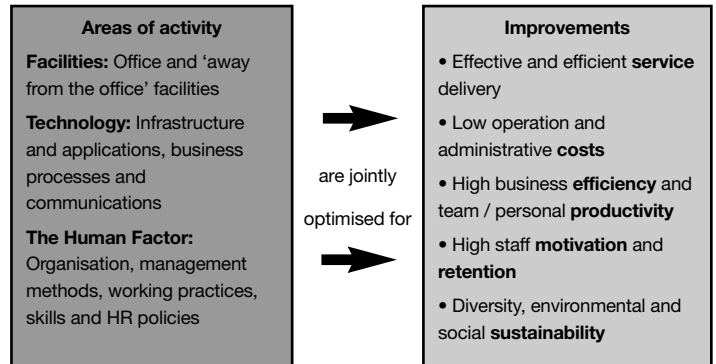 Areas of activity
Facilities: Office and ‘away
from the office’ facilities
Technology: Infrastructure
and applications, business
processes and
communications
The Human Factor:
Organisation, management
methods, working practices,
skills and HR policies
are jointly
optimised for
Improvements
• Effective and efficient service
delivery
• Low operation and
administrative costs
• High business efficiency and
team / personal productivity
• High staff motivation and
retention
• Diversity, environmental and
social sustainability